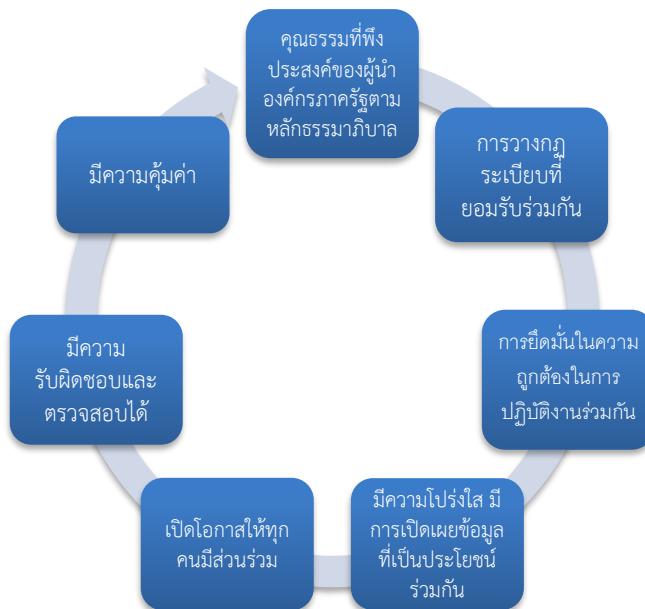 คุณธรรมที่พึง
ประสงค์ของผู้นำ
องค์กรภาครัฐตาม
หลักธรรมาภิบาล
การวางกฎ
ระเบียบที่
ยอมรับร่วมกัน
การยึดมั่นในความ
ถูกต้องในการ
ปฏิบัติงานร่วมกัน
มีความโปร่งใส มี
การเปิดเผยข้อมูล
ที่เป็นประโยชน์
ร่วมกัน
เปิดโอกาสให้ทุก
คนมีส่วนร่วม
มีความ
รับผิดชอบและ
ตรวจสอบได้
มีความคุ้มค่า